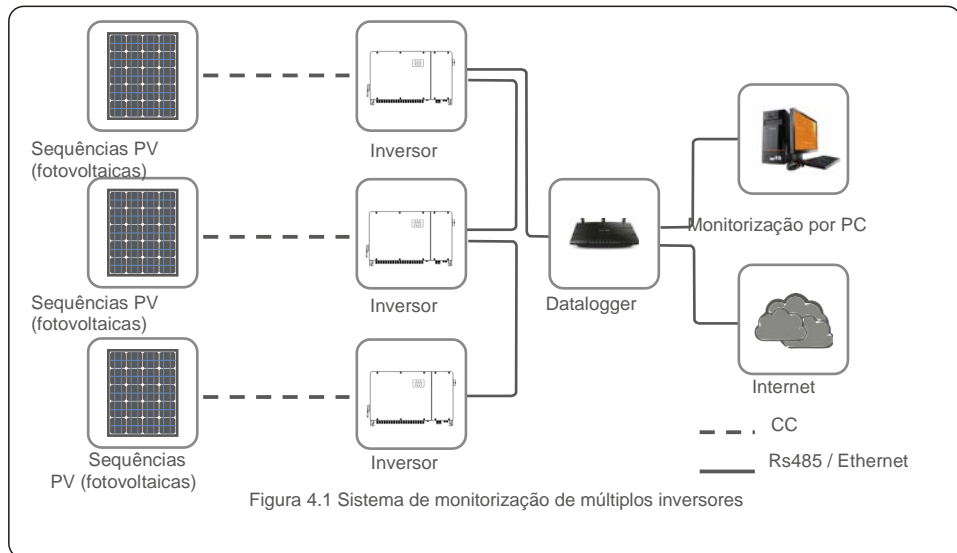 Sequências PV
(fotovoltaicas)
Inversor
Sequências PV
(fotovoltaicas)
Inversor
Sequências
PV (fotovoltaicas)
Inversor
Datalogger
Monitorização por PC
Internet
CC
Rs485 / Ethernet
Figura 4.1 Sistema de monitorização de múltiplos inversores